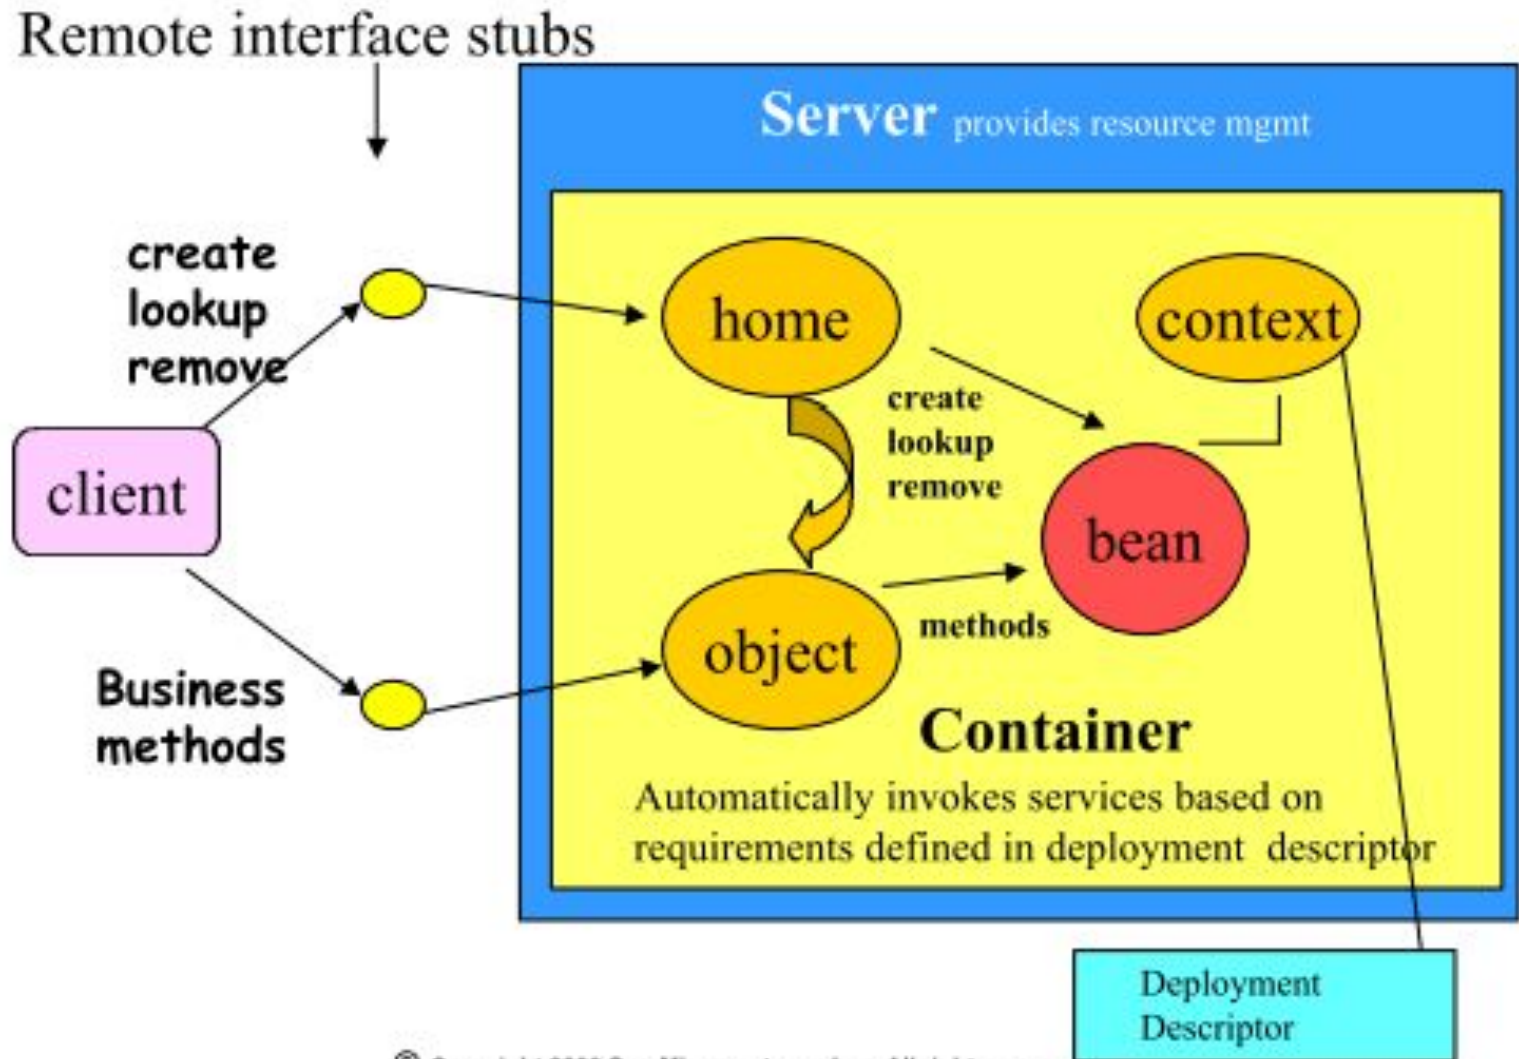 Remote interface stubs
Server provides resource mgmt
create
lookup
remove
home
context
create
lookup
remove
client
bean
object
methods
Business
methods
Container
Automatically invokes services based on
requirements defined in deployment descriptor
Deployment
Descriptor